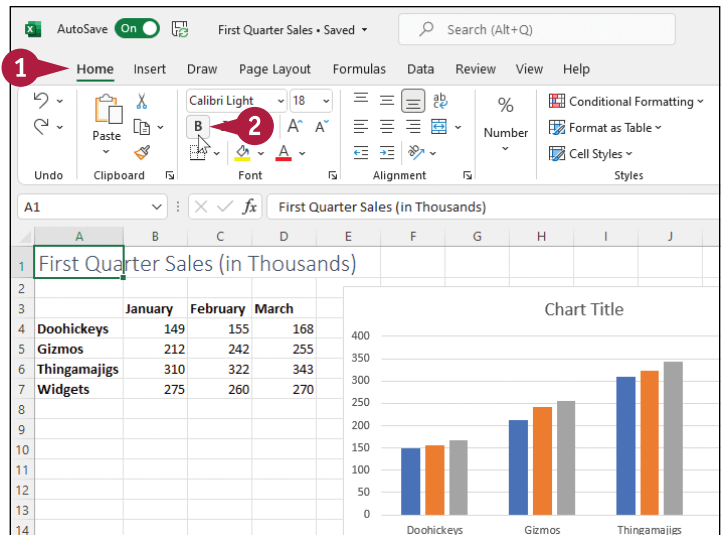 AutoSave On First Quarter Sales • Saved Search (Alt+Q)
1
Home Insert Draw Page Layout Formulas Data Review View Help
Calibri Light 18 ab c % Conditional Formatting
Paste B 2 A A Number Format as Table
A Cell Styles
Undo Clipboard Font Alignment Styles
A1 fx First Quarter Sales (in Thousands)
A B C D E F G H I J
1 First Quarter Sales (in Thousands)
2
3 January February March
4 Doohickeys 149 155 168
5 Gizmos 212 242 255
6 Thingamajigs 310 322 343
7 Widgets 275 260 270
8
9
10
11
12
13
14
Chart Title
400
350
300
250
200
150
100
50
0
Doohickeys Gizmos Thingamajigs